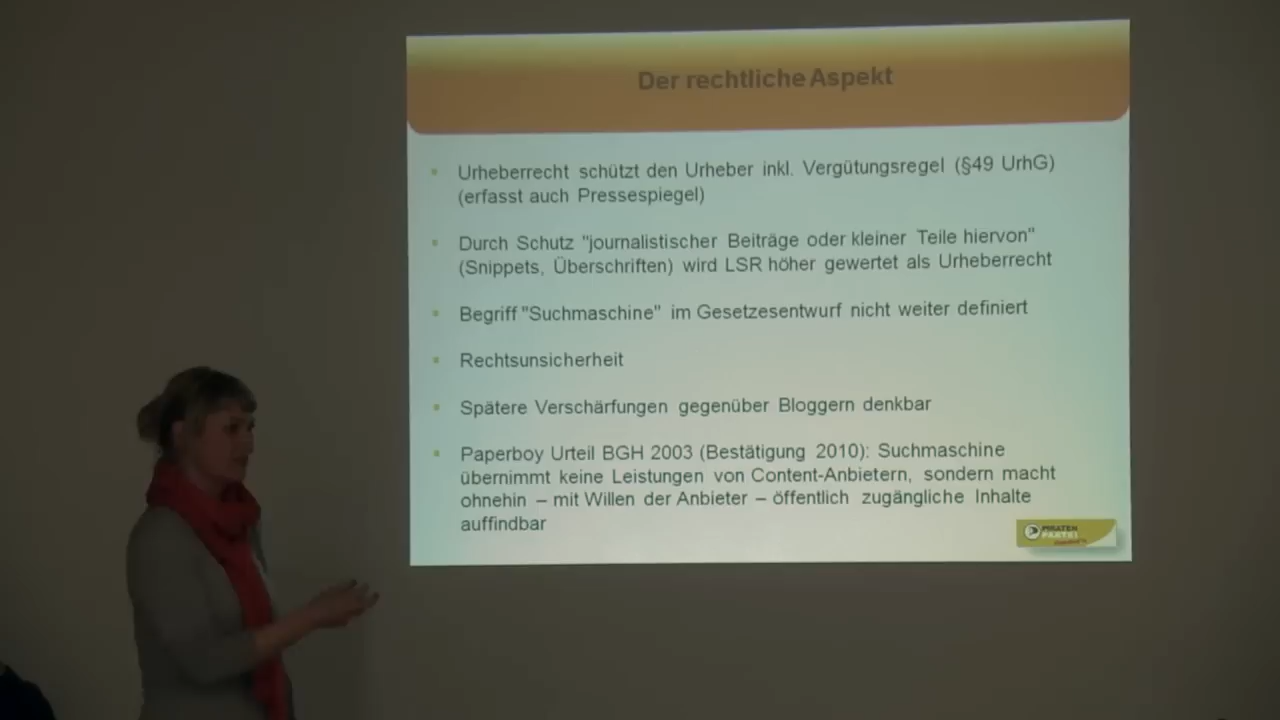 Der rechtliche Aspekt
Urheberrecht schützt den Urheber inkl. Vergütungsregel (§49 UrhG)
(erfasst auch Pressespiegel)
Durch Schutz "journalistischer Beiträge oder kleiner Teile hiervon"
(Snippets, Überschriften) wird LSR höher gewertet als Urheberrecht
Begriff "Suchmaschine" im Gesetzesentwurf nicht weiter definiert
Rechtsunsicherheit
Spätere Verschärfungen gegenüber Bloggern denkbar
Paperboy Urteil BGH 2003 (Bestätigung 2010): Suchmaschine
übernimmt keine Leistungen von Content-Anbietern, sondern macht
ohnehin – mit Willen der Anbieter – öffentlich zugängliche Inhalte
auffindbar
PIRATEN
PARTEI